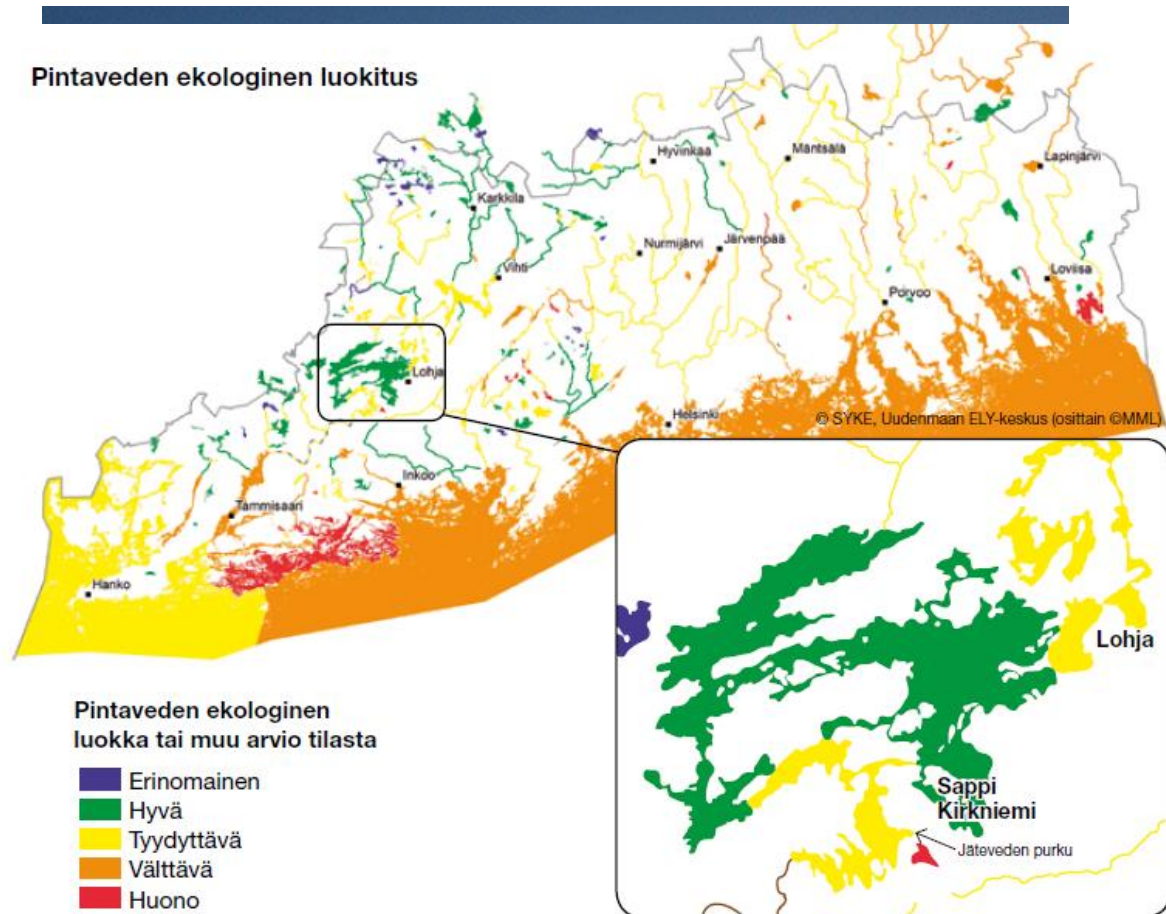 Pintaveden ekologinen luokitus
Hyvinkää
Mäntsälä
Lapinjärvi
Karkkila
Nurmijärvi
Järvenpää
Vihti
Loviisa
Porvoo
Lohja
Helsinki
© SYKE, Uudenmaan ELY-keskus (osittain ©MML)
Inkoo
Tammisaari
Hanko
Lohja
Sappi
Kirkniemi
Jäteveden purku
Pintaveden ekologinen
luokka tai muu arvio tilasta
Erinomainen
Hyvä
Tyydyttävä
Välttävä
Huono